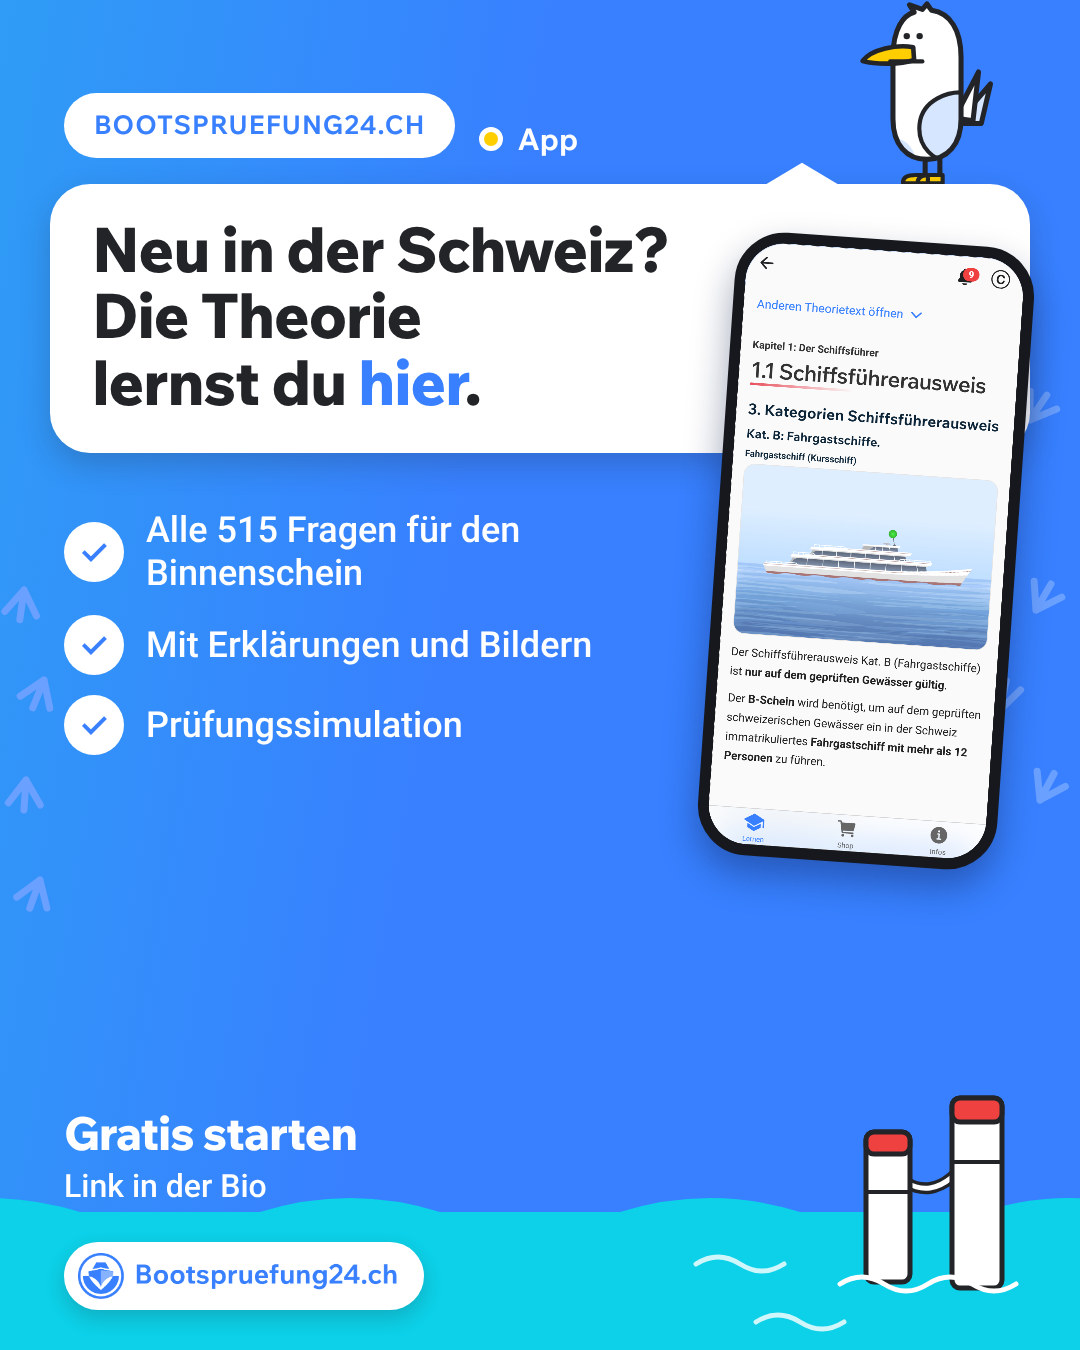 BOOTSPRUEFUNG24.CH
App
Neu in der Schweiz?
Die Theorie
lernst du hier.
9
C
Anderen Theorietext öffnen
Kapitel 1: Der Schiffsführer
1.1 Schiffsführerausweis
3. Kategorien Schiffsführerausweis
Kat. B: Fahrgastschiffe.
Fahrgastschiff (Kursschiff)
Der Schiffsführerausweis Kat. B (Fahrgastschiffe)
ist nur auf dem geprüften Gewässer gültig.
Der B-Schein wird benötigt, um auf dem geprüften
schweizerischen Gewässer ein in der Schweiz
immatrikuliertes Fahrgastschiff mit mehr als 12
Personen zu führen.
Lernen
Shop
Infos
Alle 515 Fragen für den
Binnenschein
Mit Erklärungen und Bildern
Prüfungssimulation
Gratis starten
Link in der Bio
Bootspruefung24.ch